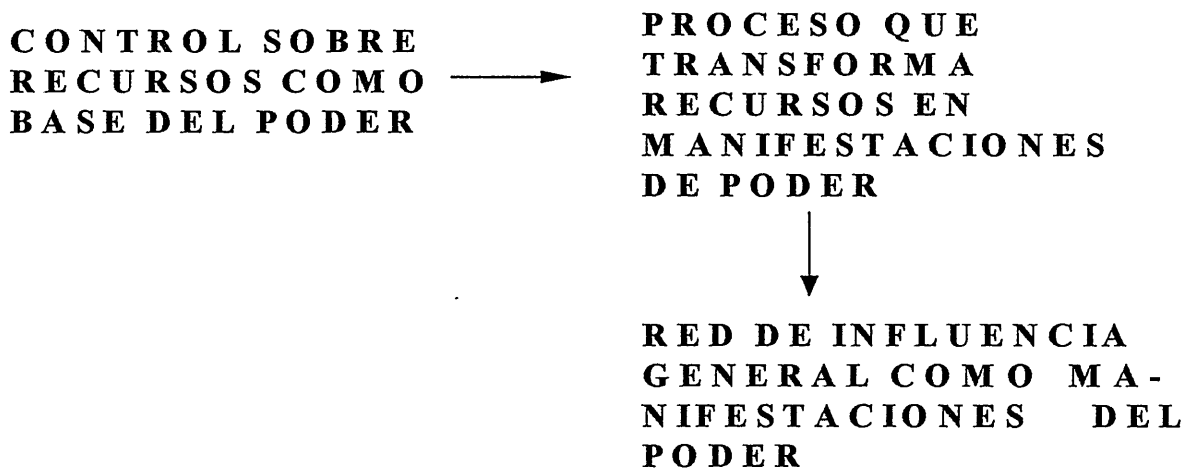 CONTROL SOBRE
RECURSOS COMO
BASE DEL PODER
PROCESO QUE
TRANSFORMA
RECURSOS EN
MANIFESTACIONES
DE PODER
RED DE INFLUENCIA
GENERAL COMO MA-
NIFESTACIONES DEL
PODER